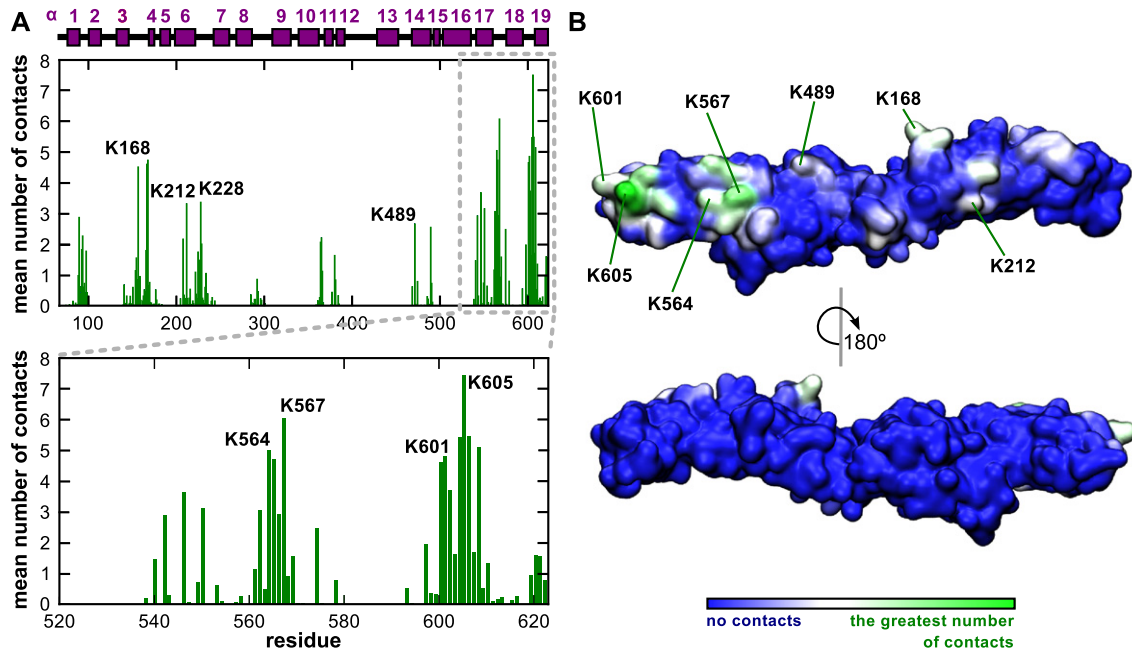 A
α 1 2 3 4 5 6 7 8 9 10 11 12 13 14 15 16 17 18 19
mean number of contacts
8
7
6
5
4
3
2
1
0
K168
K212 K228
K489
100 200 300 400 500 600
mean number of contacts
8
7
6
5
4
3
2
1
0
K564
K567
K601
K605
520 540 560 580 600 620
residue
B
K601
K567
K489
K168
K605
K564
K212
180º
no contacts
the greatest number
of contacts